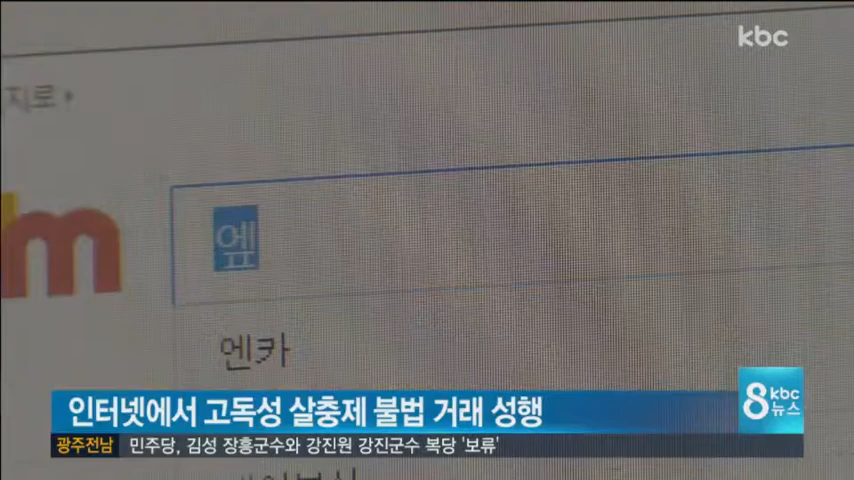 kbc
지로
m
엪
엔카
인터넷에서 고독성 살충제 불법 거래 성행
8 kbc 뉴스
광주전남 민주당, 김성 장흥군수와 강진원 강진군수 복당 '보류'